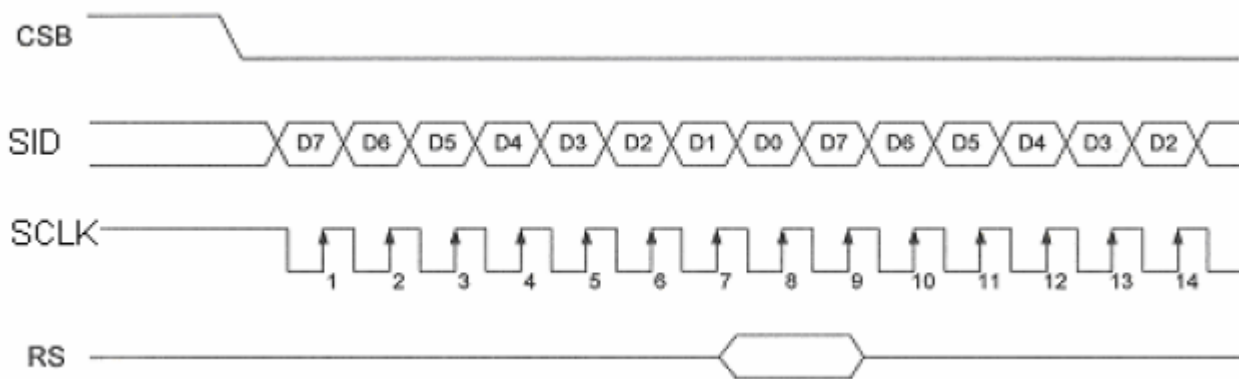 CSB
SID D7 D6 D5 D4 D3 D2 D1 D0 D7 D6 D5 D4 D3 D2
SCLK
1 2 3 4 5 6 7 8 9 10 11 12 13 14
RS